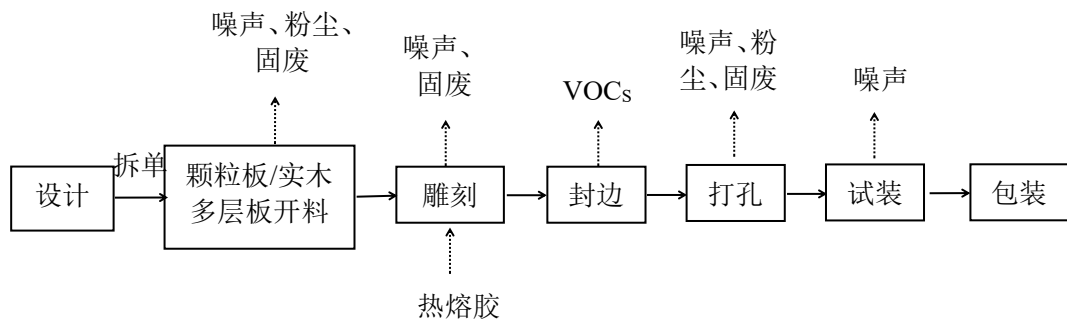 噪声、粉尘、
固废
噪声、
固废
VOCs
噪声、粉
尘、固废
噪声
拆单
设计
颗粒板/实木
多层板开料
雕刻
封边
打孔
试装
包装
热熔胶